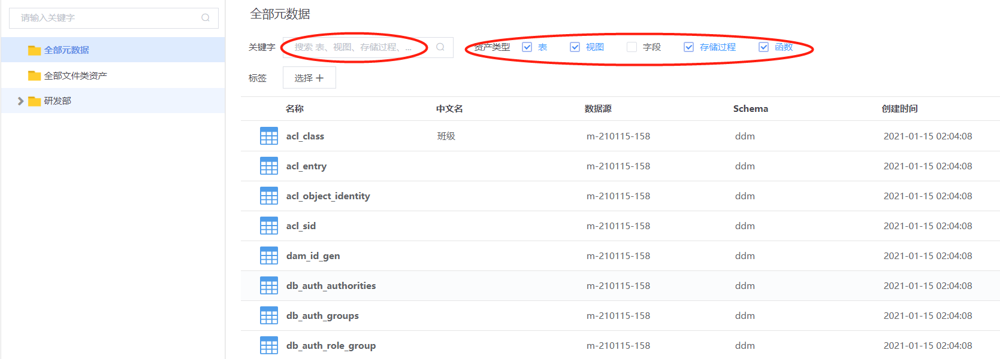 请输入关键字
全部元数据
全部文件类资产
研发部
全部元数据
关键字 搜索 表、视图、存储过程、... 资产类型 表 视图 字段 存储过程 函数
标签 选择
名称 中文名 数据源 Schema 创建时间
acl_class 班级 m-210115-158 ddm 2021-01-15 02:04:08
acl_entry m-210115-158 ddm 2021-01-15 02:04:08
acl_object_identity m-210115-158 ddm 2021-01-15 02:04:08
acl_sid m-210115-158 ddm 2021-01-15 02:04:08
dam_id_gen m-210115-158 ddm 2021-01-15 02:04:08
db_auth_authorities m-210115-158 ddm 2021-01-15 02:04:08
db_auth_groups m-210115-158 ddm 2021-01-15 02:04:08
db_auth_role_group m-210115-158 ddm 2021-01-15 02:04:08